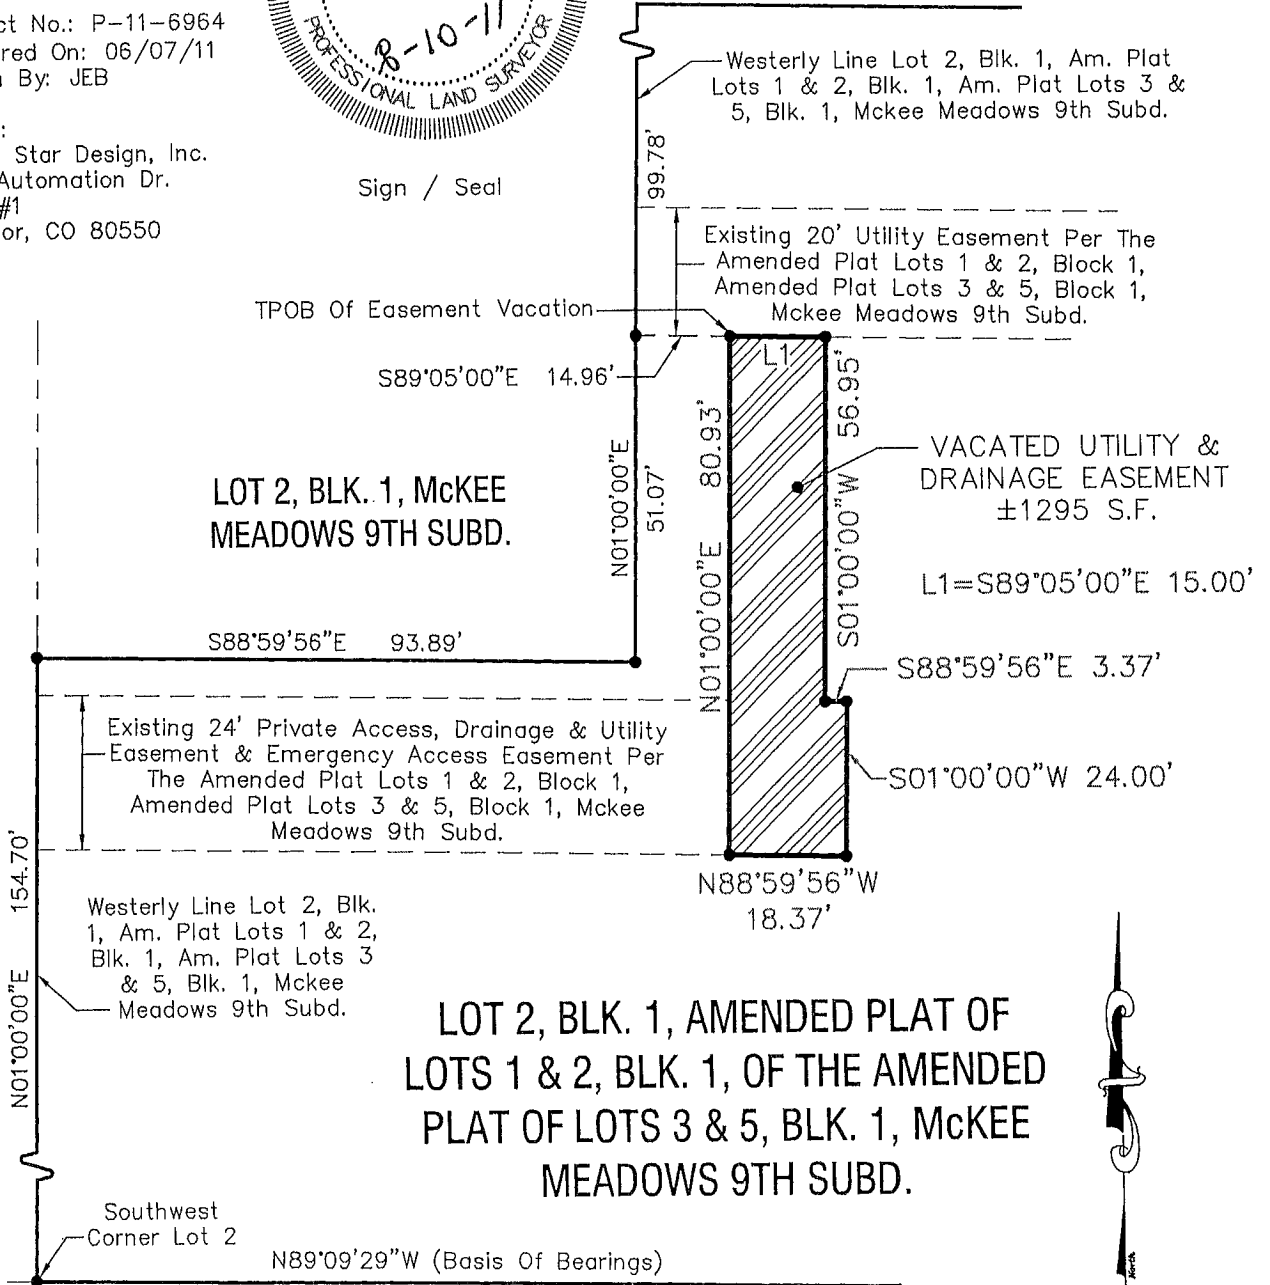 ct No.: P-11-6964
red On: 06/07/11
By: JEB
:
Star Design, Inc.
Automation Dr.
#1
or, CO 80550
8-10-11
PROFESSIONAL LAND SURVEYOR
Sign / Seal
Westerly Line Lot 2, Blk. 1, Am. Plat
Lots 1 & 2, Blk. 1, Am. Plat Lots 3 &
5, Blk. 1, Mckee Meadows 9th Subd.
99.78'
Existing 20' Utility Easement Per The
Amended Plat Lots 1 & 2, Block 1,
Amended Plat Lots 3 & 5, Block 1,
Mckee Meadows 9th Subd.
TPOB Of Easement Vacation
L1
S89°05'00"E 14.96'
N01°00'00"E
51.07'
N01°00'00"E 80.93'
S01°00'00"W 56.95'
VACATED UTILITY &
DRAINAGE EASEMENT
±1295 S.F.
L1=S89°05'00"E 15.00'
LOT 2, BLK. 1, McKEE
MEADOWS 9TH SUBD.
S88°59'56"E 93.89'
S88°59'56"E 3.37'
Existing 24' Private Access, Drainage & Utility
Easement & Emergency Access Easement Per
The Amended Plat Lots 1 & 2, Block 1,
Amended Plat Lots 3 & 5, Block 1, Mckee
Meadows 9th Subd.
S01°00'00"W 24.00'
N88°59'56"W
18.37'
N01°00'00"E 154.70'
Westerly Line Lot 2, Blk.
1, Am. Plat Lots 1 & 2,
Blk. 1, Am. Plat Lots 3
& 5, Blk. 1, Mckee
Meadows 9th Subd.
LOT 2, BLK. 1, AMENDED PLAT OF
LOTS 1 & 2, BLK. 1, OF THE AMENDED
PLAT OF LOTS 3 & 5, BLK. 1, McKEE
MEADOWS 9TH SUBD.
North
Southwest
Corner Lot 2
N89°09'29"W (Basis Of Bearings)